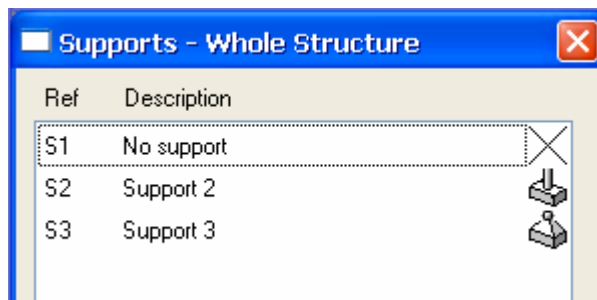 Supports - Whole Structure
Ref Description
S1 No support
S2 Support 2
S3 Support 3